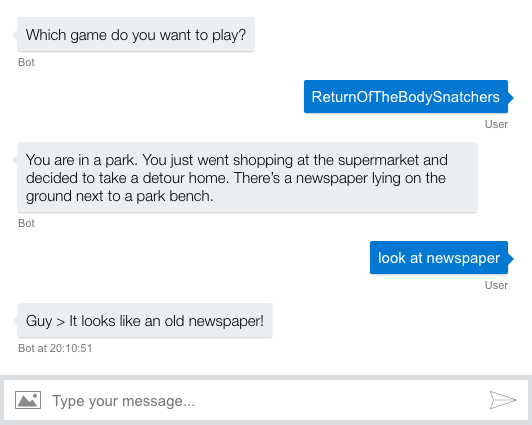 Which game do you want to play?
Bot
ReturnOfTheBodySnatchers
User
You are in a park. You just went shopping at the supermarket and
decided to take a detour home. There’s a newspaper lying on the
ground next to a park bench.
Bot
look at newspaper
User
Guy > It looks like an old newspaper!
Bot at 20:10:51
Type your message...